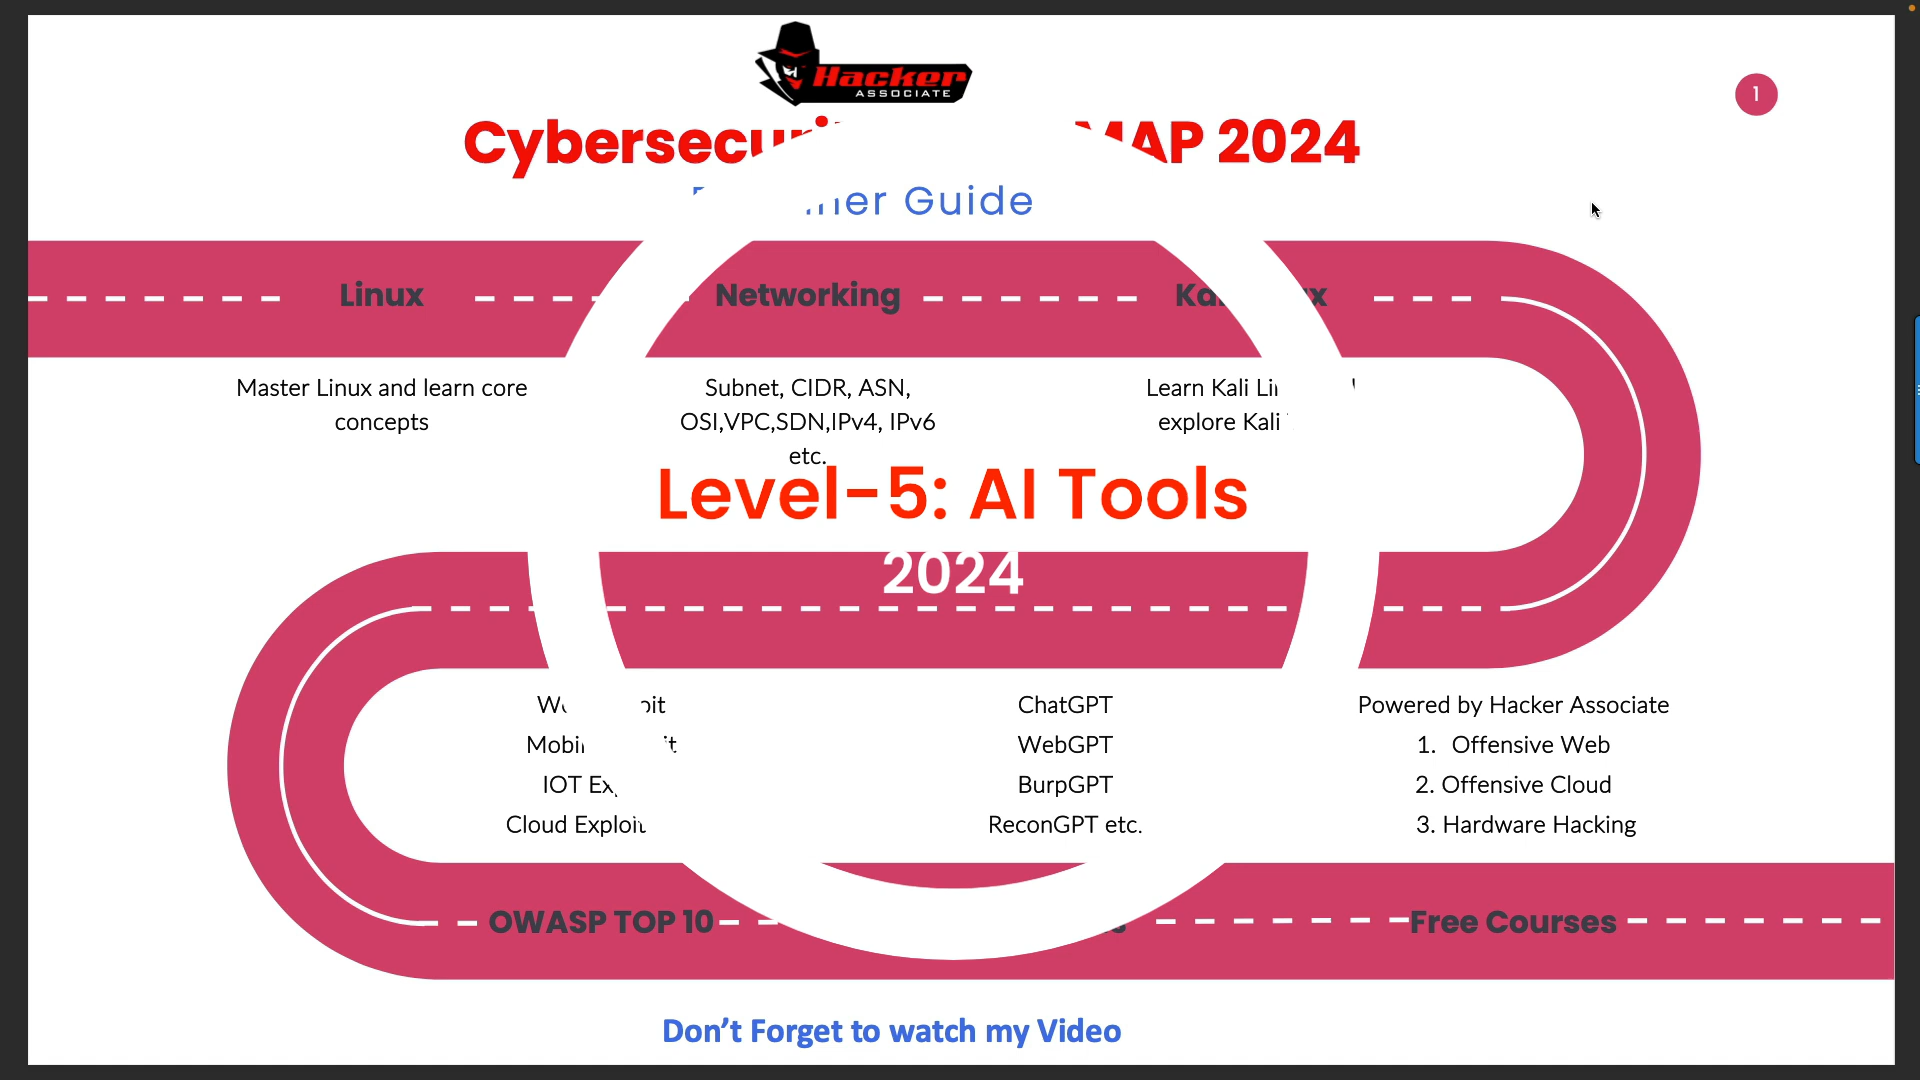 Hacker
ASSOCIATE
1
2024
Guide
Linux
Networking
Master Linux and learn core
concepts
Subnet, CIDR, ASN,
OSI,VPC,SDN,IPv4, IPv6
etc.
Learn Kali
explore Kali
Level-5: AI Tools
2024
ChatGPT
WebGPT
BurpGPT
ReconGPT etc.
IOT
Cloud Exploit
Powered by Hacker Associate
1. Offensive Web
2. Offensive Cloud
3. Hardware Hacking
OWASP TOP 10
Free Courses
Don't Forget to watch my Video